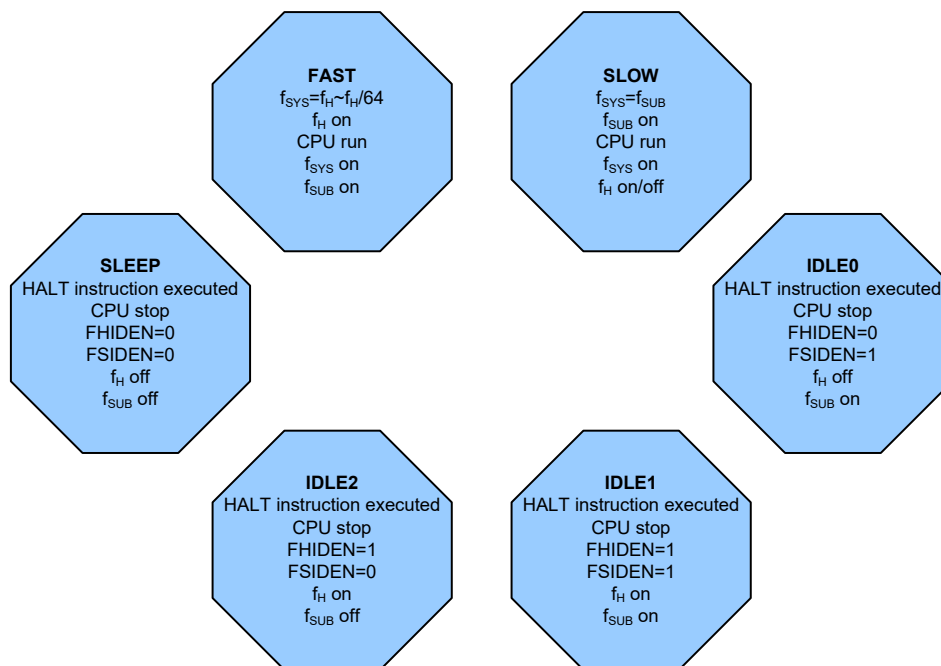 FAST
fSYS=fH~fH/64
fH on
CPU run
fSYS on
fSUB on
SLOW
fSYS=fSUB
fSUB on
CPU run
fSYS on
fH on/off
SLEEP
HALT instruction executed
CPU stop
FHIDEN=0
FSIDEN=0
fH off
fSUB off
IDLE0
HALT instruction executed
CPU stop
FHIDEN=0
FSIDEN=1
fH off
fSUB on
IDLE2
HALT instruction executed
CPU stop
FHIDEN=1
FSIDEN=0
fH on
fSUB off
IDLE1
HALT instruction executed
CPU stop
FHIDEN=1
FSIDEN=1
fH on
fSUB on